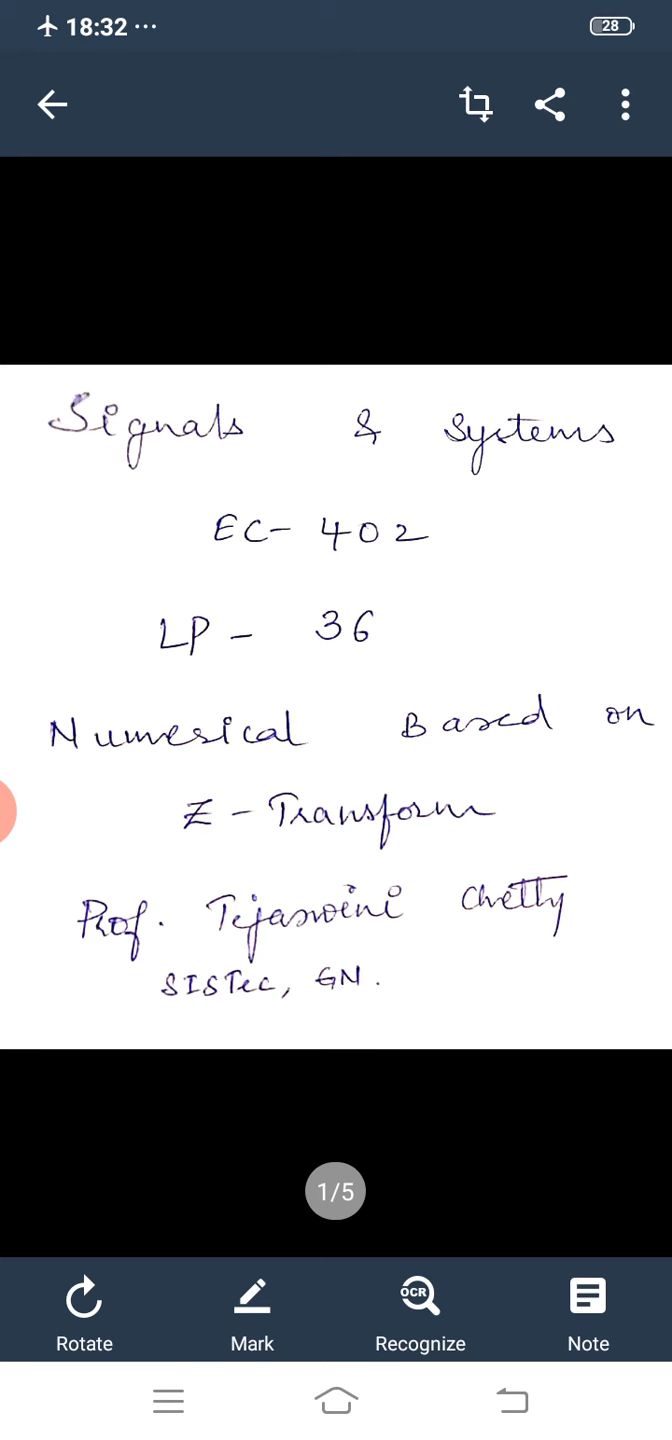 18:32 ...
28
Signals & Systems
EC- 402
LP - 36
Numerical Based on
Z - Transform
Prof. Tejaswini Chetty
SISTec, GN.
1/5
OCR
Rotate Mark Recognize Note